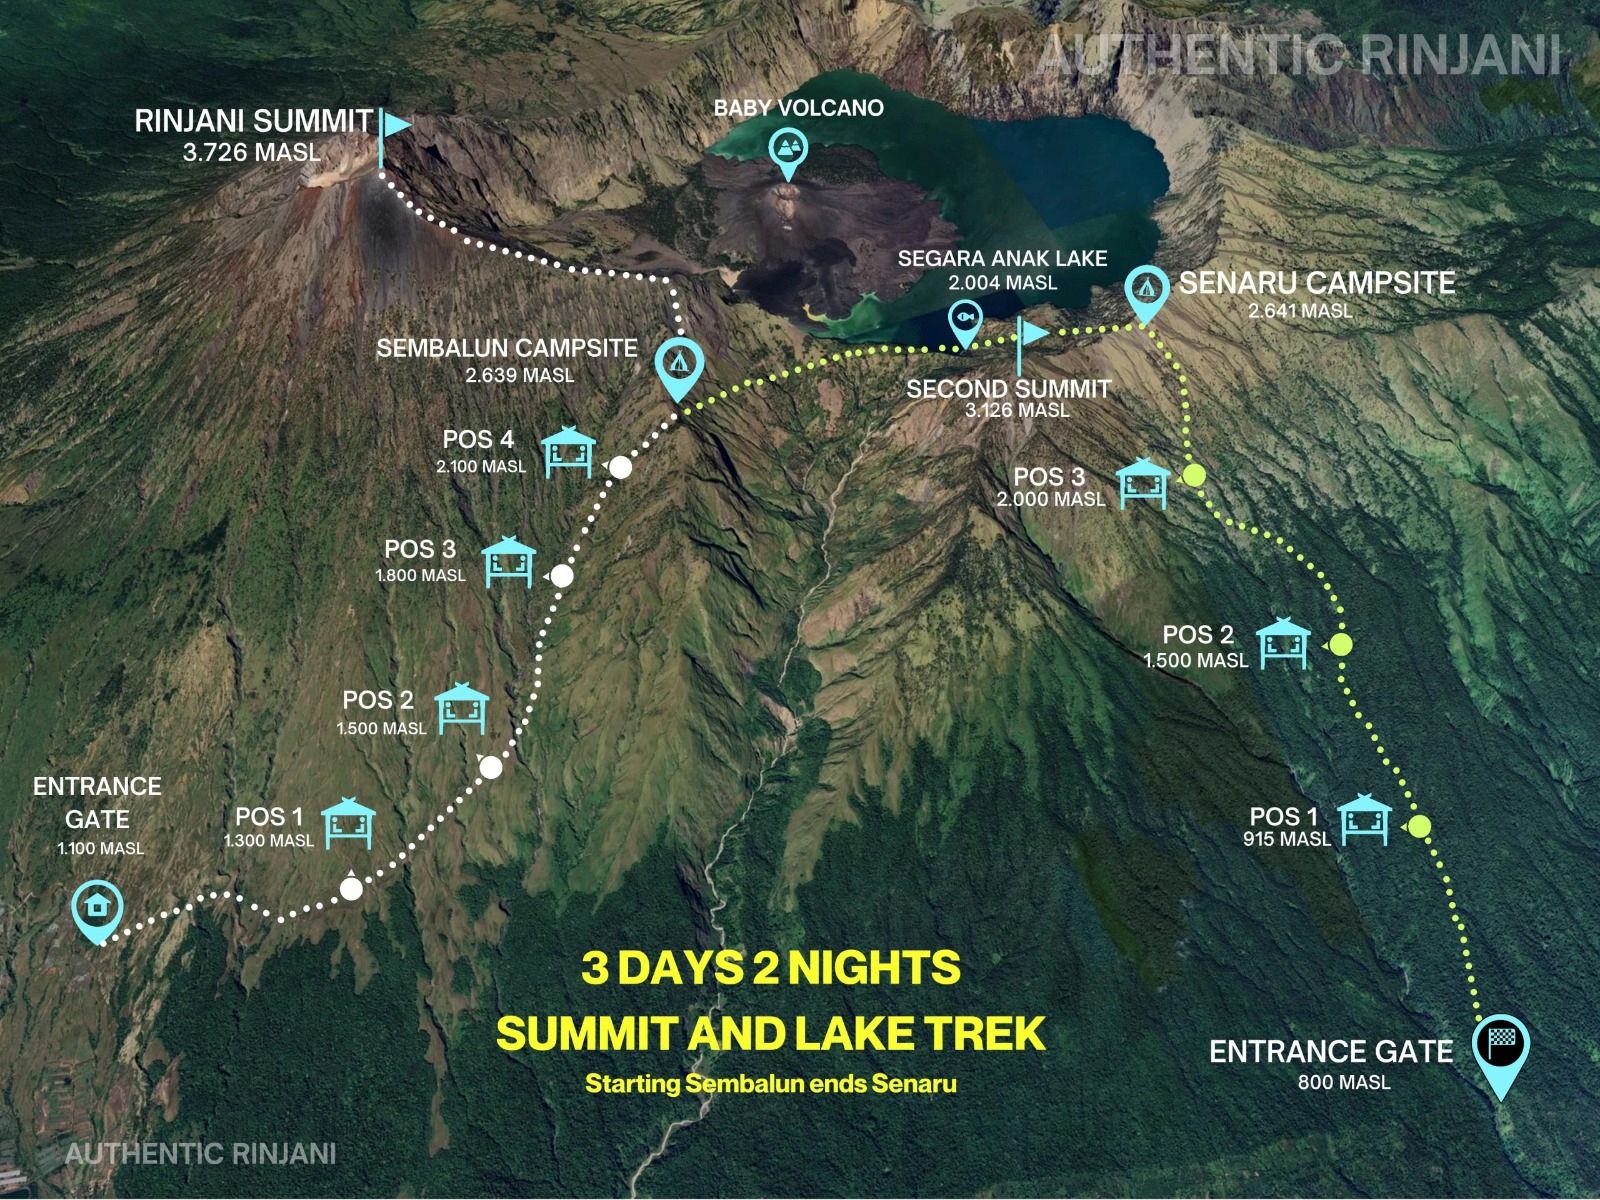 AUTHENTIC RINJANI
RINJANI SUMMIT
3.726 MASL
BABY VOLCANO
SEGARA ANAK LAKE
2.004 MASL
SENARU CAMPSITE
2.641 MASL
SEMBALUN CAMPSITE
2.639 MASL
SECOND SUMMIT
3.126 MASL
POS 4
2.100 MASL
POS 3
2.000 MASL
POS 3
1.800 MASL
POS 2
1.500 MASL
POS 2
1.500 MASL
ENTRANCE
GATE
1.100 MASL
POS 1
1.300 MASL
POS 1
915 MASL
3 DAYS 2 NIGHTS
SUMMIT AND LAKE TREK
Starting Sembalun ends Senaru
ENTRANCE GATE
800 MASL
AUTHENTIC RINJANI